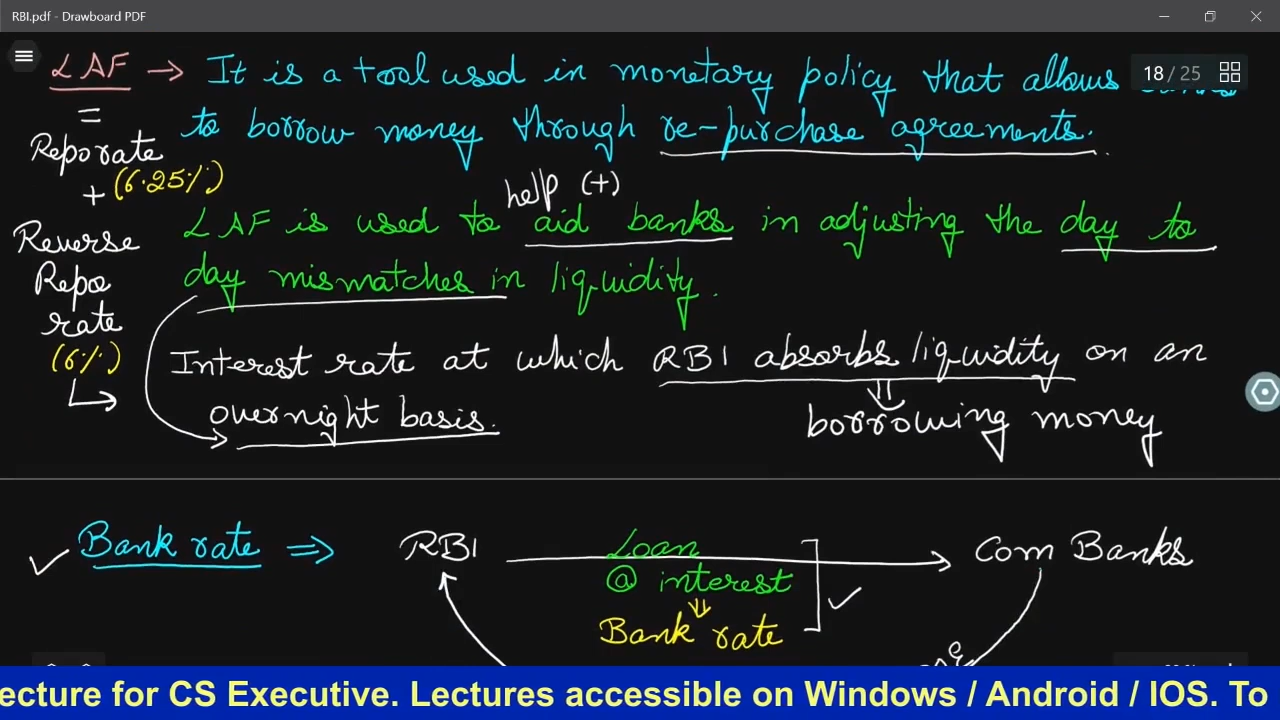 RBI.pdf - Drawboard PDF
18 / 25
LAF → It is a tool used in monetary policy that allows
to borrow money through re-purchase agreements.
=
Repo rate
+ (6.25%)
help (+)
LAF is used to aid banks in adjusting the day to
day mismatches in liquidity.
Reverse
Repo
rate
(6%)
Interest rate at which RBI absorbs liquidity on an
overnight basis.
⇓
borrowing money
✓ Bank rate ⇒ RBI Loan Com Banks
@ interest
⇓
Bank rate ✓
ecture for CS Executive. Lectures accessible on Windows / Android / IOS. To